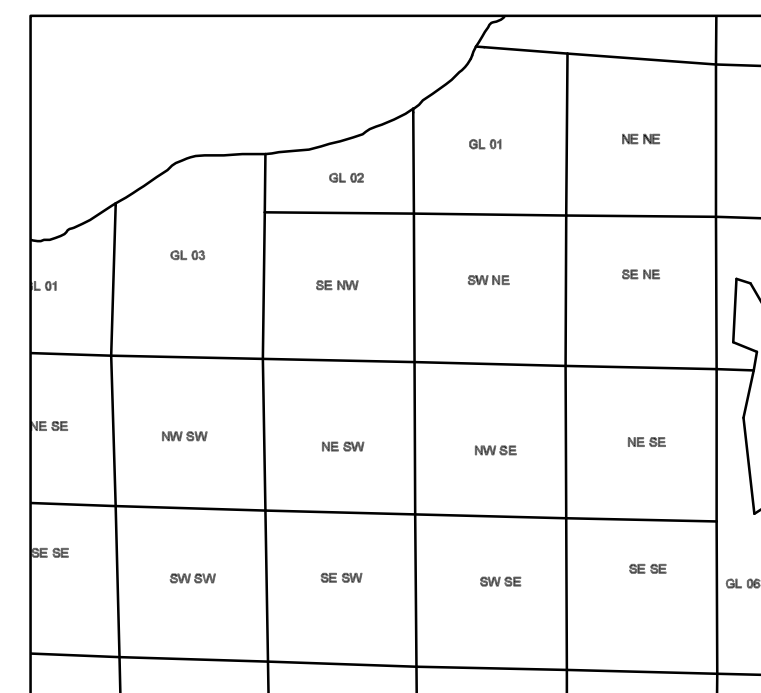 NE NE
GL 01
GL 02
GL 03
SE NE
SW NE
SE NW
GL 01
NE SE
NW SW
NE SW
NW SE
NE SE
SE SE
SW SW
SE SW
SW SE
SE SE
GL 06